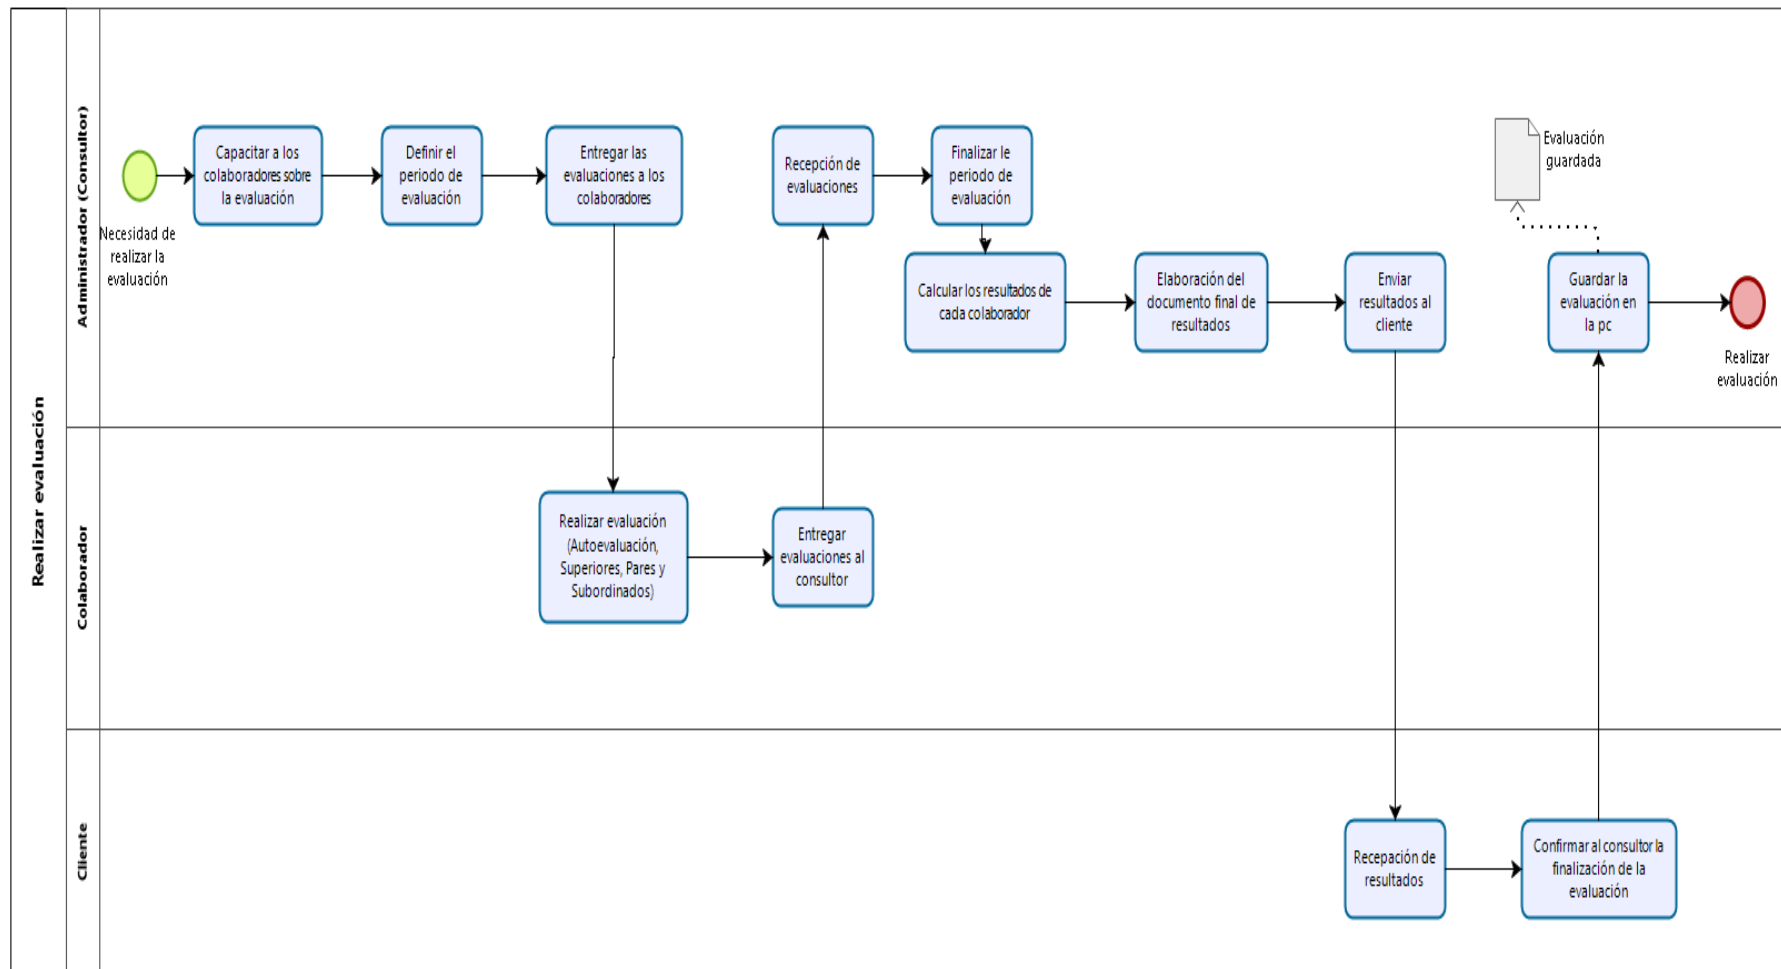 Realizar evaluación
Administrador (Consultor)
Necesidad de
realizar la
evaluación
Capacitar a los
colaboradores sobre
la evaluación
Definir el
periodo de
evaluación
Entregar las
evaluaciones a los
colaboradores
Recepción de
evaluaciones
Finalizar le
periodo de
evaluación
Calcular los resultados de
cada colaborador
Elaboración del
documento final de
resultados
Enviar
resultados al
cliente
Evaluación
guardada
Guardar la
evaluación en
la pc
Realizar
evaluación
Colaborador
Realizar evaluación
(Autoevaluación,
Superiores, Pares y
Subordinados)
Entregar
evaluaciones al
consultor
Cliente
Recepación de
resultados
Confirmar al consultor la
finalización de la
evaluación